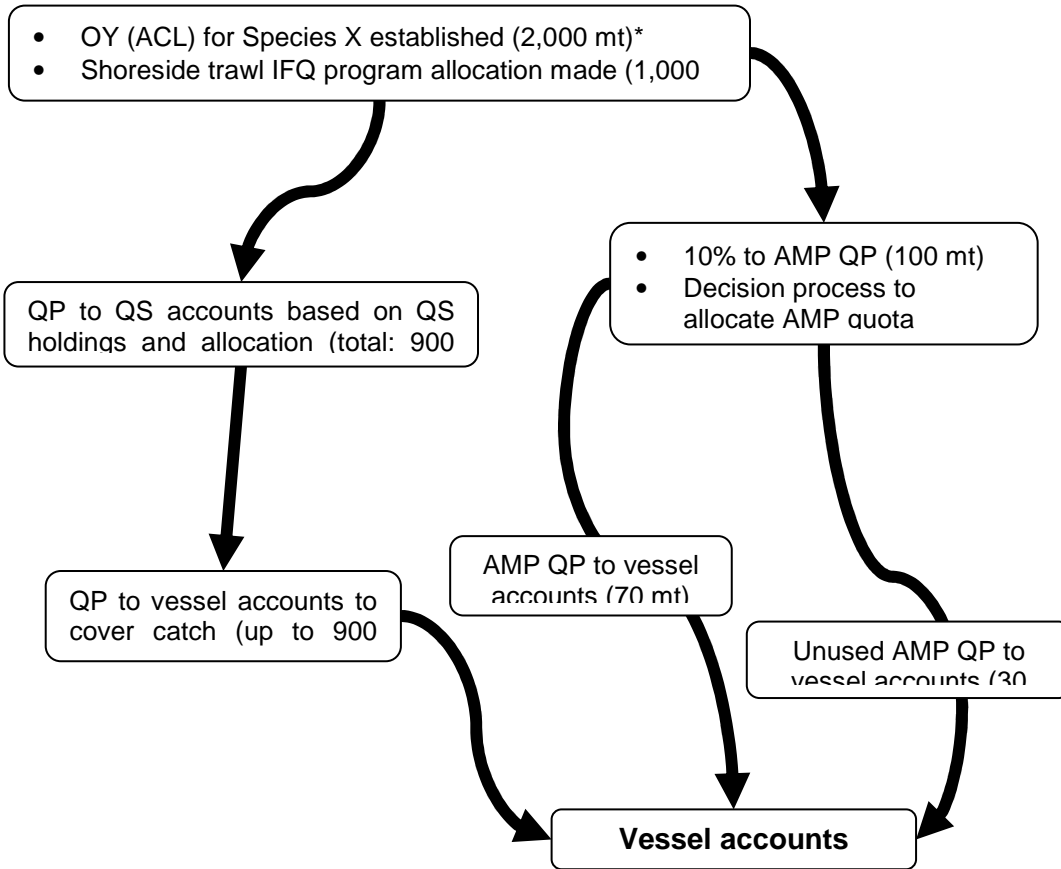 • OY (ACL) for Species X established (2,000 mt)*
• Shoreside trawl IFQ program allocation made (1,000
• 10% to AMP QP (100 mt)
• Decision process to
allocate AMP quota
QP to QS accounts based on QS
holdings and allocation (total: 900
AMP QP to vessel
accounts (70 mt)
QP to vessel accounts to
cover catch (up to 900
Unused AMP QP to
vessel accounts (30
Vessel accounts